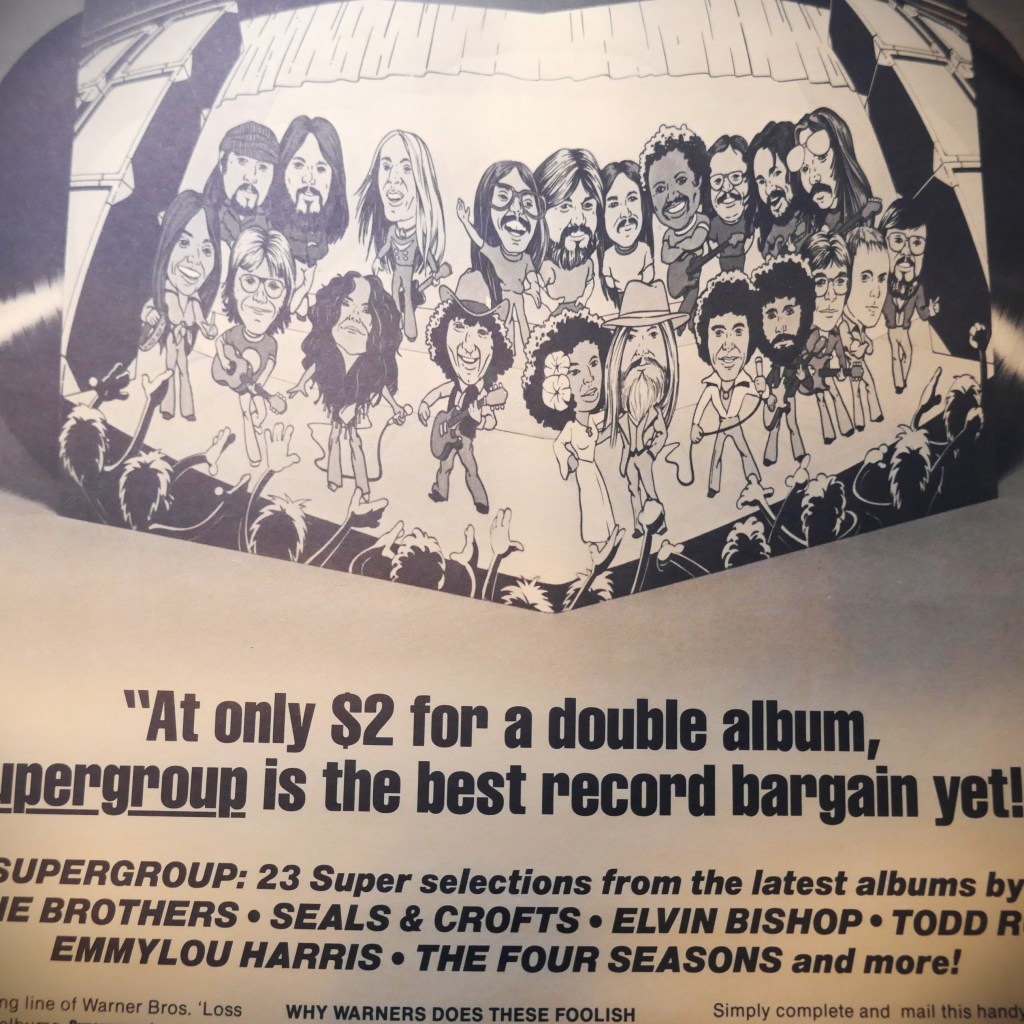 "At only $2 for a double album,
upergroup is the best record bargain yet!
SUPERGROUP: 23 Super selections from the latest albums by
HE BROTHERS • SEALS & CROFTS • ELVIN BISHOP • TODD R
EMMYLOU HARRIS • THE FOUR SEASONS and more!
ng line of Warner Bros. 'Loss
WHY WARNERS DOES THESE FOOLISH
Simply complete and mail this handy